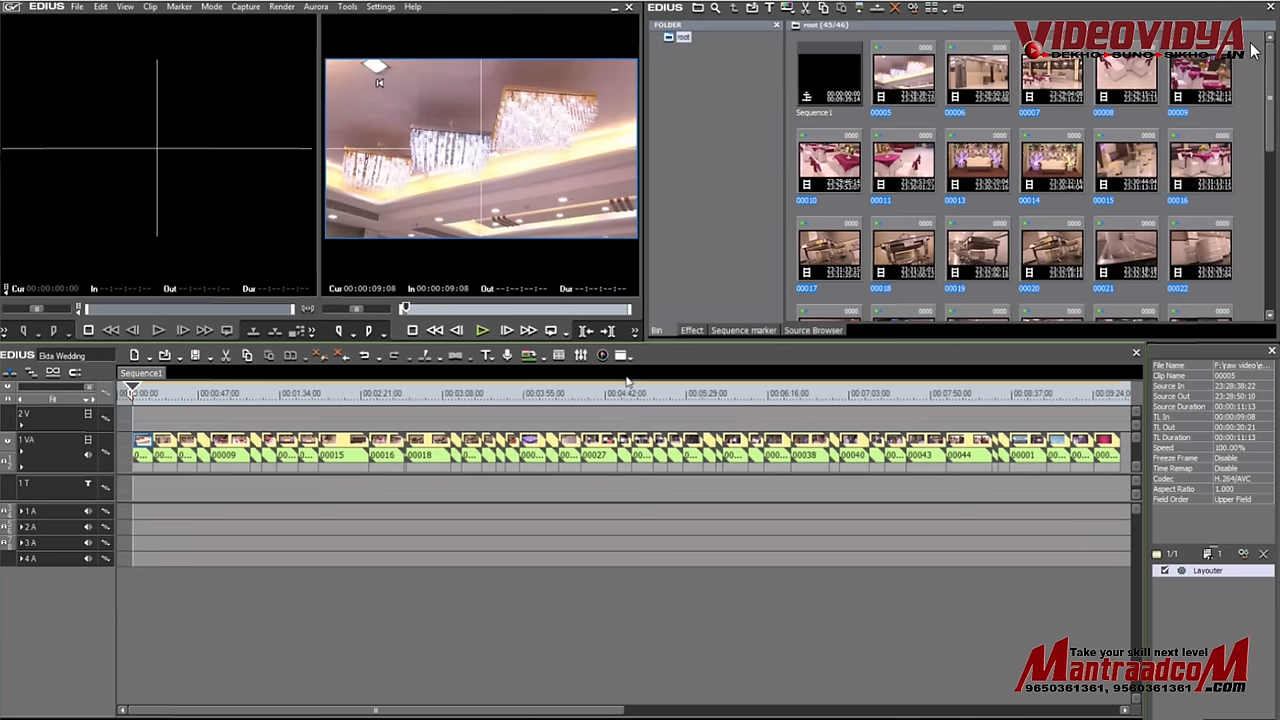 EDIUS File Edit View Clip Marker Mode Capture Render Aurora Tools Settings Help
EDIUS
FOLDER
root
root (45/46)
VIDEOVIDYA
DEKHO SUNO SIKHO .IN
Sequence1 00005 00006 00007 00008 00009
00010 00011 00013 00014 00015 00016
00017 00018 00019 00020 00021 00022
Cur 00:00:00:00 In --:--:--:-- Out --:--:--:-- Dur --:--:--:--
Cur 00:00:09:08 In 00:00:09:08 Out --:--:--:-- Dur --:--:--:--
Bin Effect Sequence marker Source Browser
EDIUS Ekta Wedding
Sequence1
Fit
00:00:47:00 00:01:34:00 00:02:21:00 00:03:08:00 00:03:55:00 00:04:42:00 00:06:16:00 00:07:03:00 00:07:50:00 00:08:37:00 00:09:24:00
2 V
1 VA
00009 00015 00016 00018 00027 00038 00040 00043 00044 00001
1 T
1 A
2 A
3 A
4 A
File Name F:\raw video\e...
Clip Name 00005
Source In 23:28:38:22
Source Out 23:28:50:10
Source Duration 00:00:11:13
TL In 00:00:09:08
TL Out 00:00:20:21
TL Duration 00:00:11:13
Speed 100.00%
Freeze Frame Disable
Time Remap Disable
Codec H.264/AVC
Aspect Ratio 1.000
Field Order Upper Field
1/1 1
Layouter
Take your skill next level
MantraadcoM
9650361361, 9560361361 .com